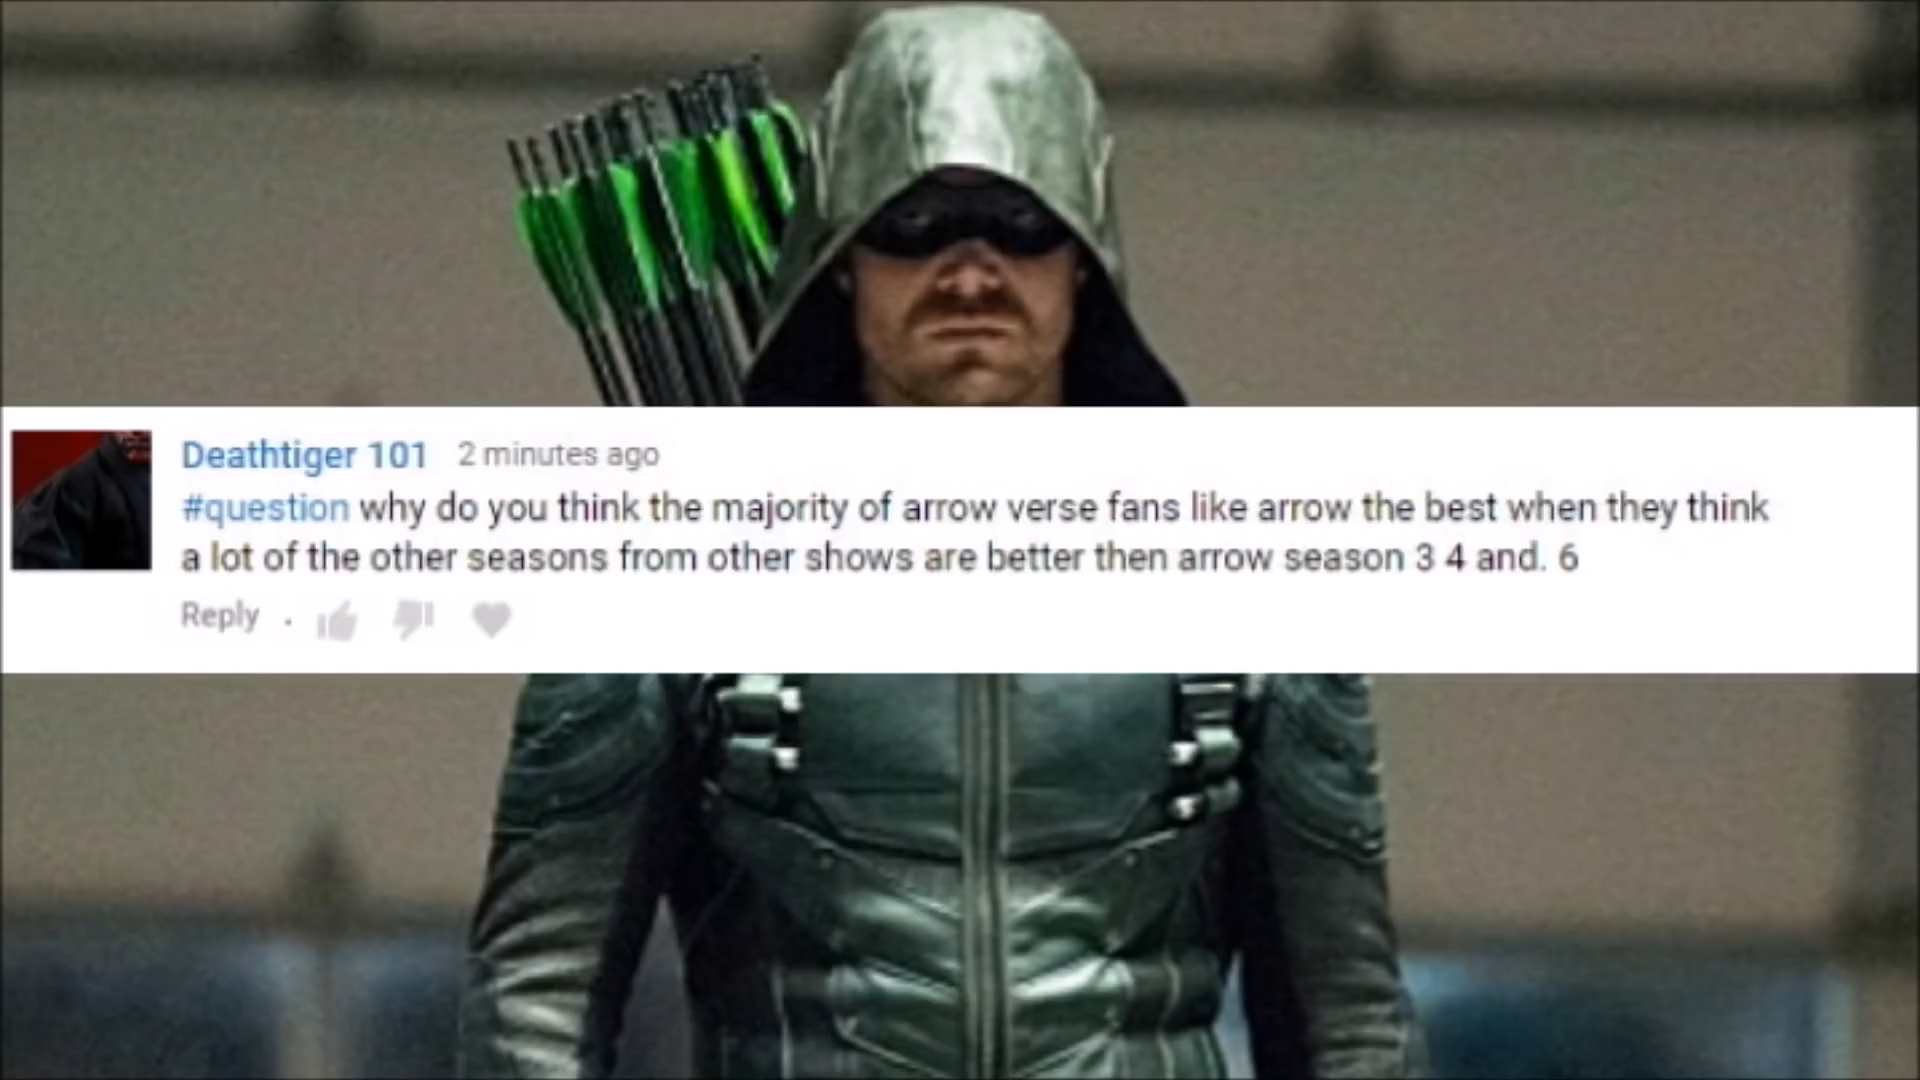 Deathtiger 101 2 minutes ago
#question why do you think the majority of arrow verse fans like arrow the best when they think
a lot of the other seasons from other shows are better then arrow season 3 4 and. 6
Reply .